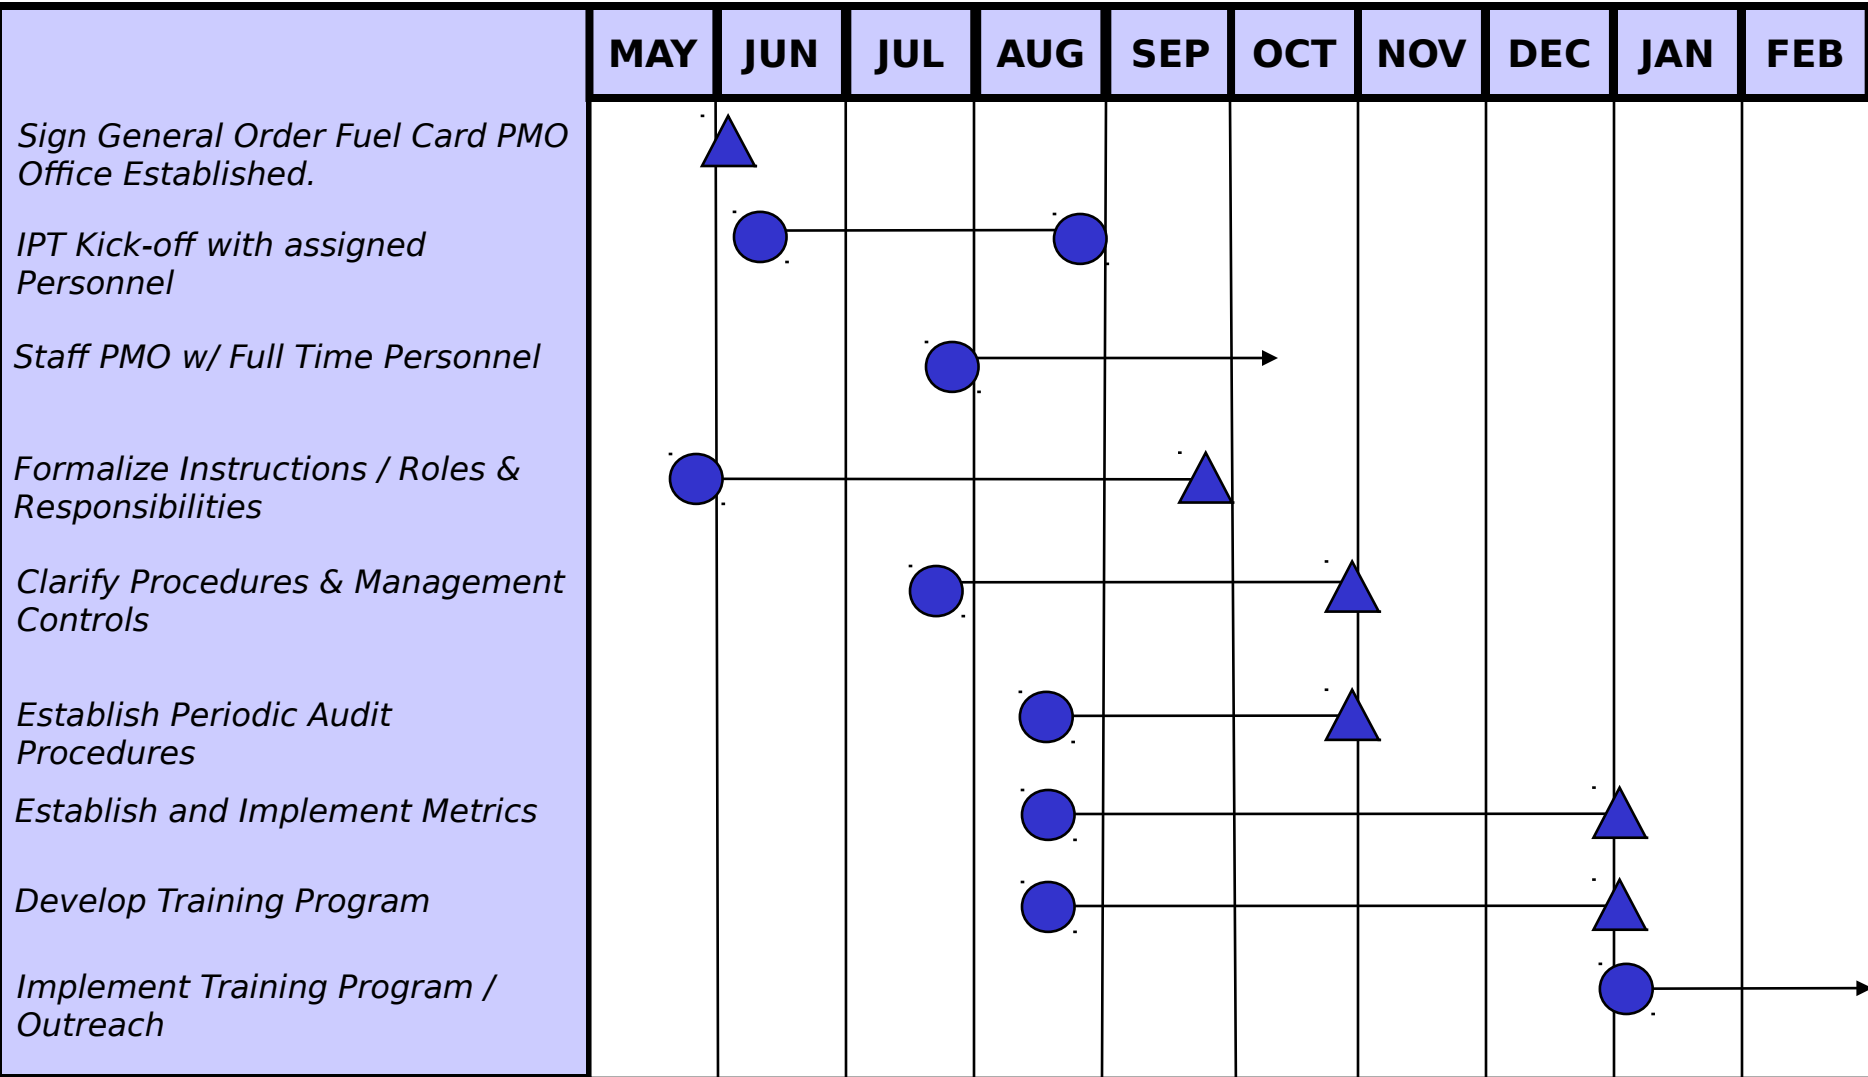 MAY JUN JUL AUG SEP OCT NOV DEC JAN FEB
Sign General Order Fuel Card PMO
Office Established.
IPT Kick-off with assigned
Personnel
Staff PMO w/ Full Time Personnel
Formalize Instructions / Roles &
Responsibilities
Clarify Procedures & Management
Controls
Establish Periodic Audit
Procedures
Establish and Implement Metrics
Develop Training Program
Implement Training Program /
Outreach